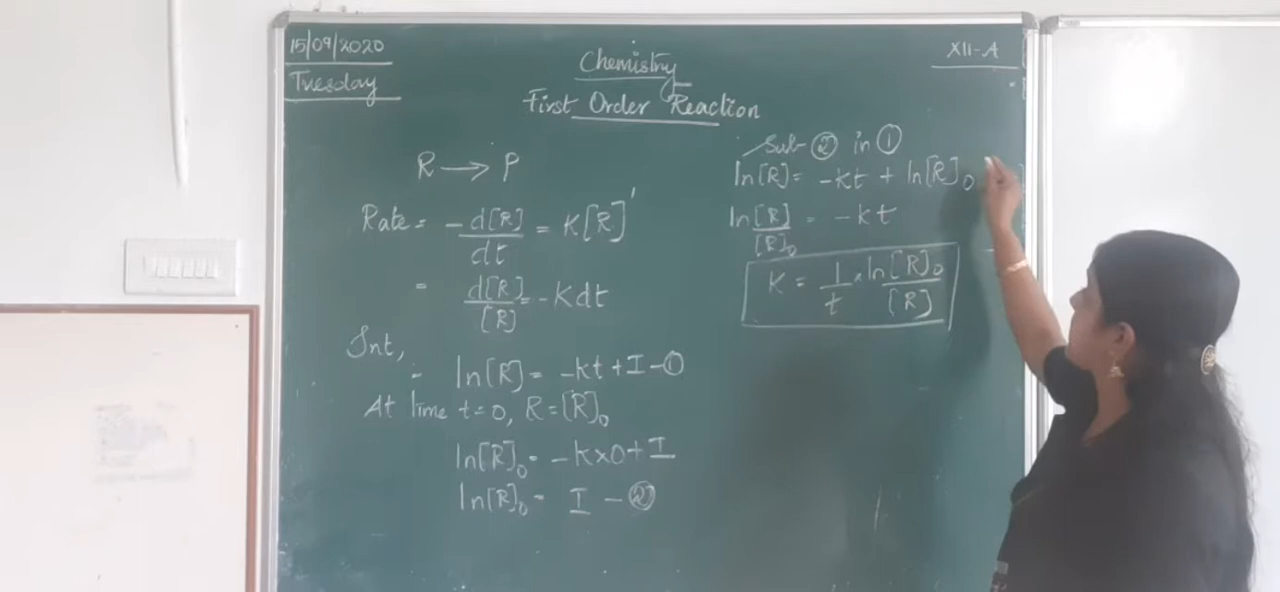 15/09/2020
Tuesday
Chemistry
XII-A
First Order Reaction
R → P
Rate = -d[R]/dt = K[R]¹
= d[R]/[R] = -Kdt
Int,
- ln[R] = -kt + I - ①
At time t=0, R=[R]₀
ln[R]₀ = -k×0+I
ln[R]₀ = I - ②
Sub ② in ①
ln[R] = -kt + ln[R]₀
ln[R]/[R]₀ = -kt
K = 1/t × ln[R]₀/[R]